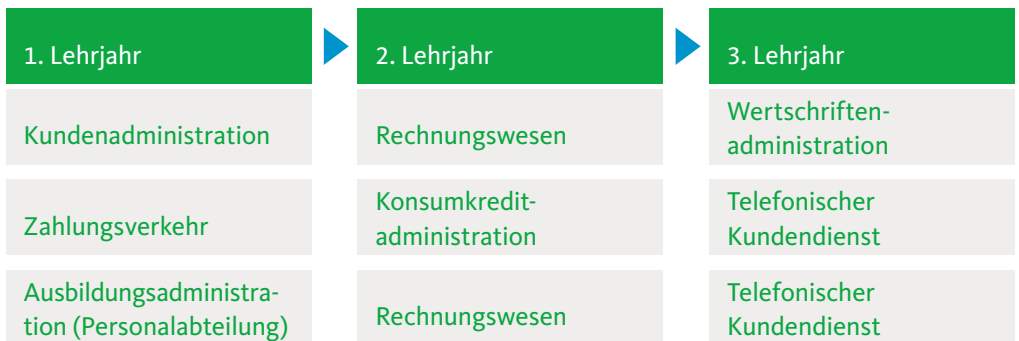 1. Lehrjahr
2. Lehrjahr
3. Lehrjahr
Kundenadministration
Rechnungswesen
Wertschriften-
administration
Zahlungsverkehr
Konsumkredit-
administration
Telefonischer
Kundendienst
Ausbildungsadministra-
tion (Personalabteilung)
Rechnungswesen
Telefonischer
Kundendienst